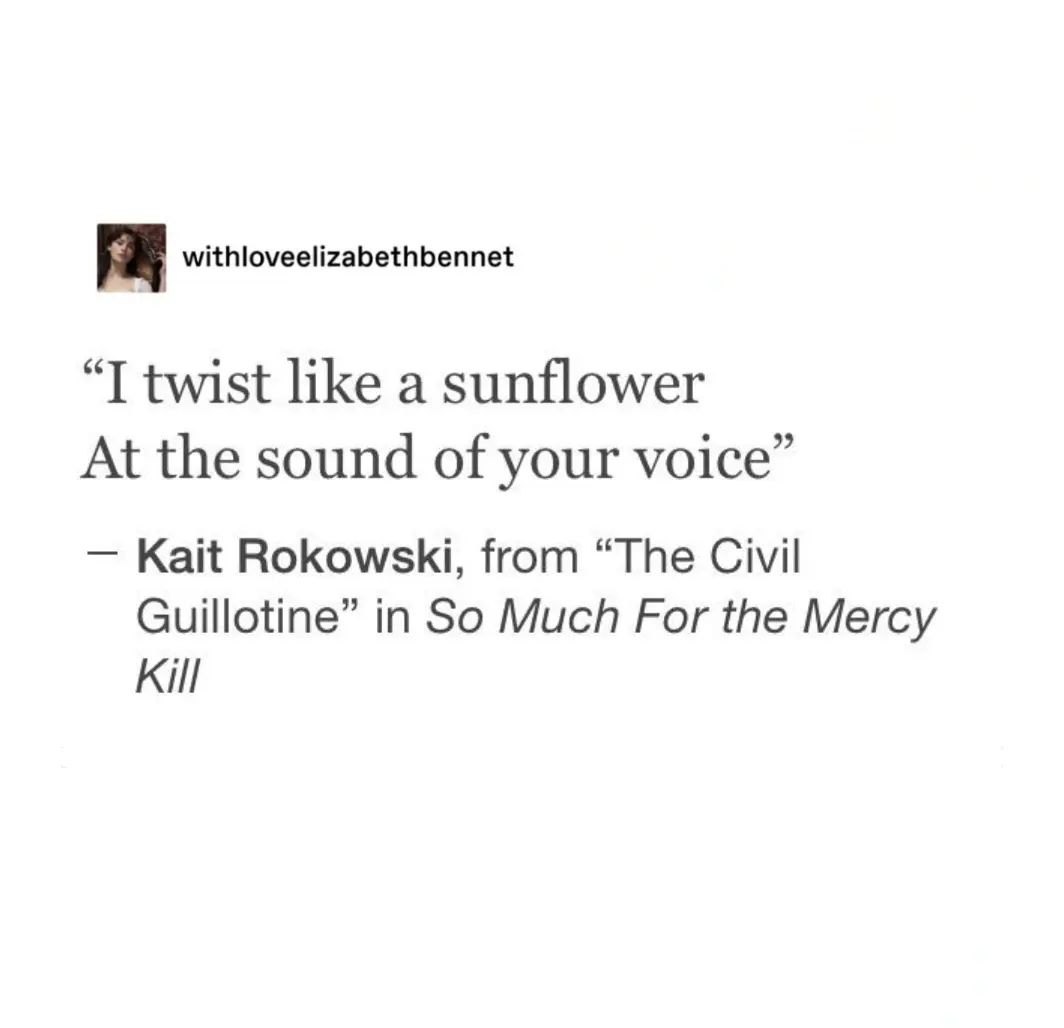 withloveelizabethbennet
“I twist like a sunflower
At the sound of your voice”
— Kait Rokowski, from “The Civil
Guillotine” in So Much For the Mercy
Kill